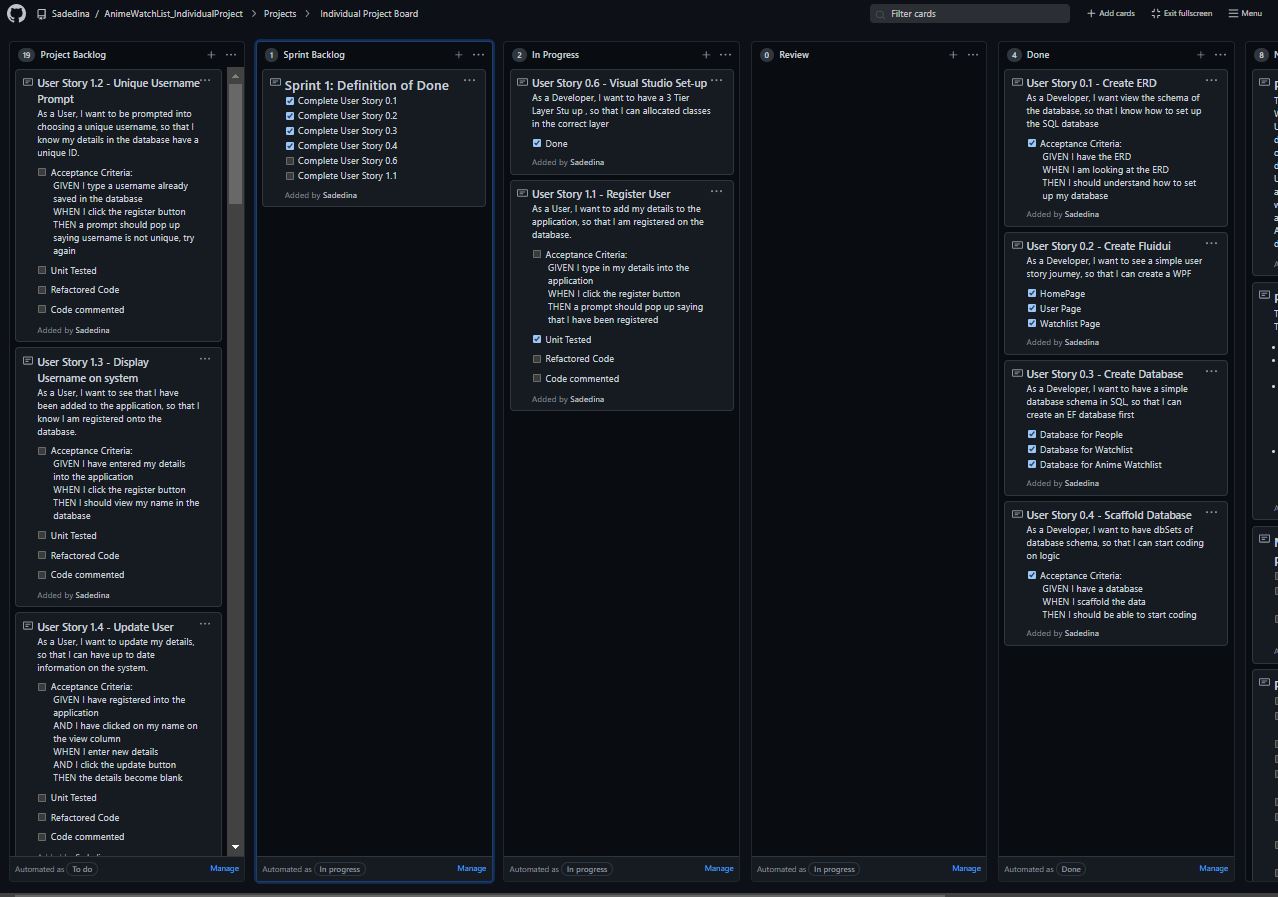 Sadedina / AnimeWatchList_IndividualProject > Projects > Individual Project Board
Filter cards
+ Add cards
Exit fullscreen
Menu
19 Project Backlog
User Story 1.2 - Unique Username
Prompt
As a User, I want to be prompted into
choosing a unique username, so that I
know my details in the database have a
unique ID.
Acceptance Criteria:
GIVEN I type a username already
saved in the database
WHEN I click the register button
THEN a prompt should pop up
saying username is not unique, try
again
Unit Tested
Refactored Code
Code commented
Added by Sadedina
User Story 1.3 - Display
Username on system
As a User, I want to see that I have
been added to the application, so that I
know I am registered onto the
database.
Acceptance Criteria:
GIVEN I have entered my details
into the application
WHEN I click the register button
THEN I should view my name in the
database
Unit Tested
Refactored Code
Code commented
Added by Sadedina
User Story 1.4 - Update User
As a User, I want to update my details,
so that I can have up to date
information on the system.
Acceptance Criteria:
GIVEN I have registered into the
application
AND I have clicked on my name on
the view column
WHEN I enter new details
AND I click the update button
THEN the details become blank
Unit Tested
Refactored Code
Code commented
Automated as To do
Manage
1 Sprint Backlog
Sprint 1: Definition of Done
Complete User Story 0.1
Complete User Story 0.2
Complete User Story 0.3
Complete User Story 0.4
Complete User Story 0.6
Complete User Story 1.1
Added by Sadedina
Automated as In progress
Manage
2 In Progress
User Story 0.6 - Visual Studio Set-up
As a Developer, I want to have a 3 Tier
Layer Stu up , so that I can allocated classes
in the correct layer
Done
Added by Sadedina
User Story 1.1 - Register User
As a User, I want to add my details to the
application, so that I am registered on the
database.
Acceptance Criteria:
GIVEN I type in my details into the
application
WHEN I click the register button
THEN a prompt should pop up saying
that I have been registered
Unit Tested
Refactored Code
Code commented
Added by Sadedina
Automated as In progress
Manage
0 Review
Automated as In progress
Manage
4 Done
User Story 0.1 - Create ERD
As a Developer, I want view the schema of
the database, so that I know how to set up
the SQL database
Acceptance Criteria:
GIVEN I have the ERD
WHEN I am looking at the ERD
THEN I should understand how to set
up my database
Added by Sadedina
User Story 0.2 - Create Fluidui
As a Developer, I want to see a simple user
story journey, so that I can create a WPF
HomePage
User Page
Watchlist Page
Added by Sadedina
User Story 0.3 - Create Database
As a Developer, I want to have a simple
database schema in SQL, so that I can
create an EF database first
Database for People
Database for Watchlist
Database for Anime Watchlist
Added by Sadedina
User Story 0.4 - Scaffold Database
As a Developer, I want to have dbSets of
database schema, so that I can start coding
on logic
Acceptance Criteria:
GIVEN I have a database
WHEN I scaffold the data
THEN I should be able to start coding
Added by Sadedina
Automated as Done
Manage
8